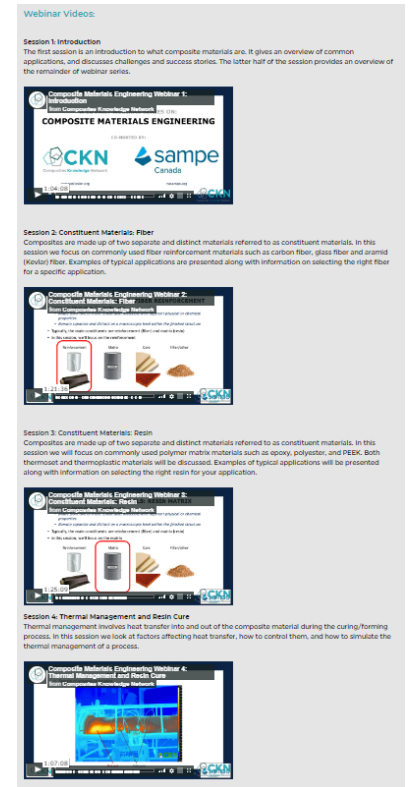 Webinar Videos:
Session 1: Introduction
The first session is an introduction to what composite materials are. It gives an overview of common
applications, and discusses challenges and success stories. The latter half of the session provides an overview of
the remainder of webinar series.
Composite Materials Engineering Webinar 1:
Introduction
from Composites Knowledge Network
COMPOSITE MATERIALS ENGINEERING
CO-HOSTED BY:
CKN
Composites Knowledge Network
sampe
Canada
1:04:08
CKN
Session 2: Constituent Materials: Fiber
Composites are made up of two separate and distinct materials referred to as constituent materials. In this
session we focus on commonly used fiber reinforcement materials such as carbon fiber, glass fiber and aramid
(Kevlar) fiber. Examples of typical applications are presented along with information on selecting the right fiber
for a specific application.
Composite Materials Engineering Webinar 2:
Constituent Materials: Fiber
from Composites Knowledge Network
properties
Reinforcement Matrix Core Filler/other
1:21:36
CKN
Session 3: Constituent Materials: Resin
Composites are made up of two separate and distinct materials referred to as constituent materials. In this
session we will focus on commonly used polymer matrix materials such as epoxy, polyester, and PEEK. Both
thermoset and thermoplastic materials will be discussed. Examples of typical applications will be presented
along with information on selecting the right resin for your application.
Composite Materials Engineering Webinar 3:
Constituent Materials: Resin
from Composites Knowledge Network
properties
Reinforcement Matrix Core Filler/other
1:25:09
CKN
Session 4: Thermal Management and Resin Cure
Thermal management involves heat transfer into and out of the composite material during the curing/forming
process. In this session we look at factors affecting heat transfer, how to control them, and how to simulate the
thermal management of a process.
Composite Materials Engineering Webinar 4:
Thermal Management and Resin Cure
from Composites Knowledge Network
1:07:08
CKN